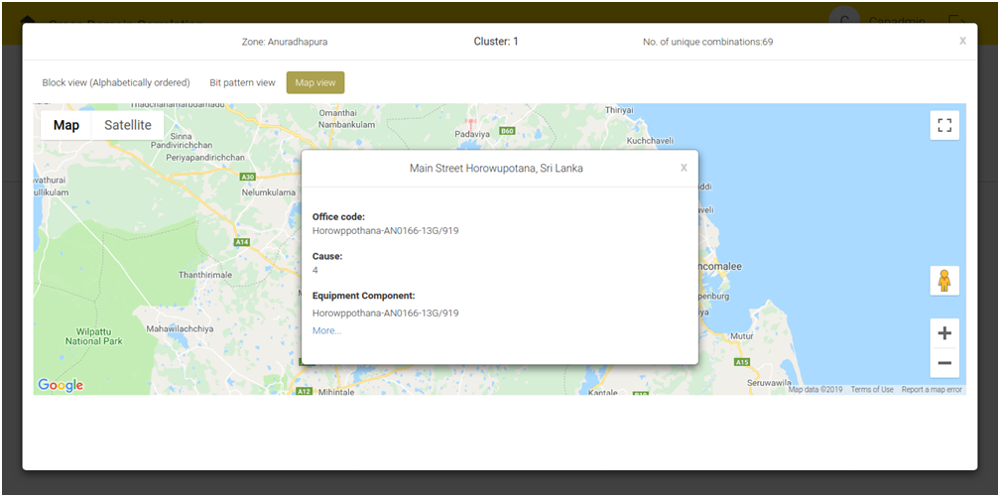 Zone: Anuradhapura
Cluster: 1
No. of unique combinations:69
x
Block view (Alphabetically ordered)
Bit pattern view
Map view
Map
Satellite
Omanthai
Nambankulam
Sinna
Pandivirichchan
Periyapandirichchan
Padaviya
B60
Thiriyai
Kuchchaveli
A30
Nelumkulama
A14
Thanthirimale
Wilpattu
National Park
Mahawilachchiya
Main Street Horowupotana, Sri Lanka
x
Office code:
Horowppothana-AN0166-13G/919
Cause:
4
Equipment Component:
Horowppothana-AN0166-13G/919
More...
ncomalee
penburg
Mutur
A15
Seruwawila
A12
Mihintale
Kantale
Google
Map data ©2019
Terms of Use
Report a map error